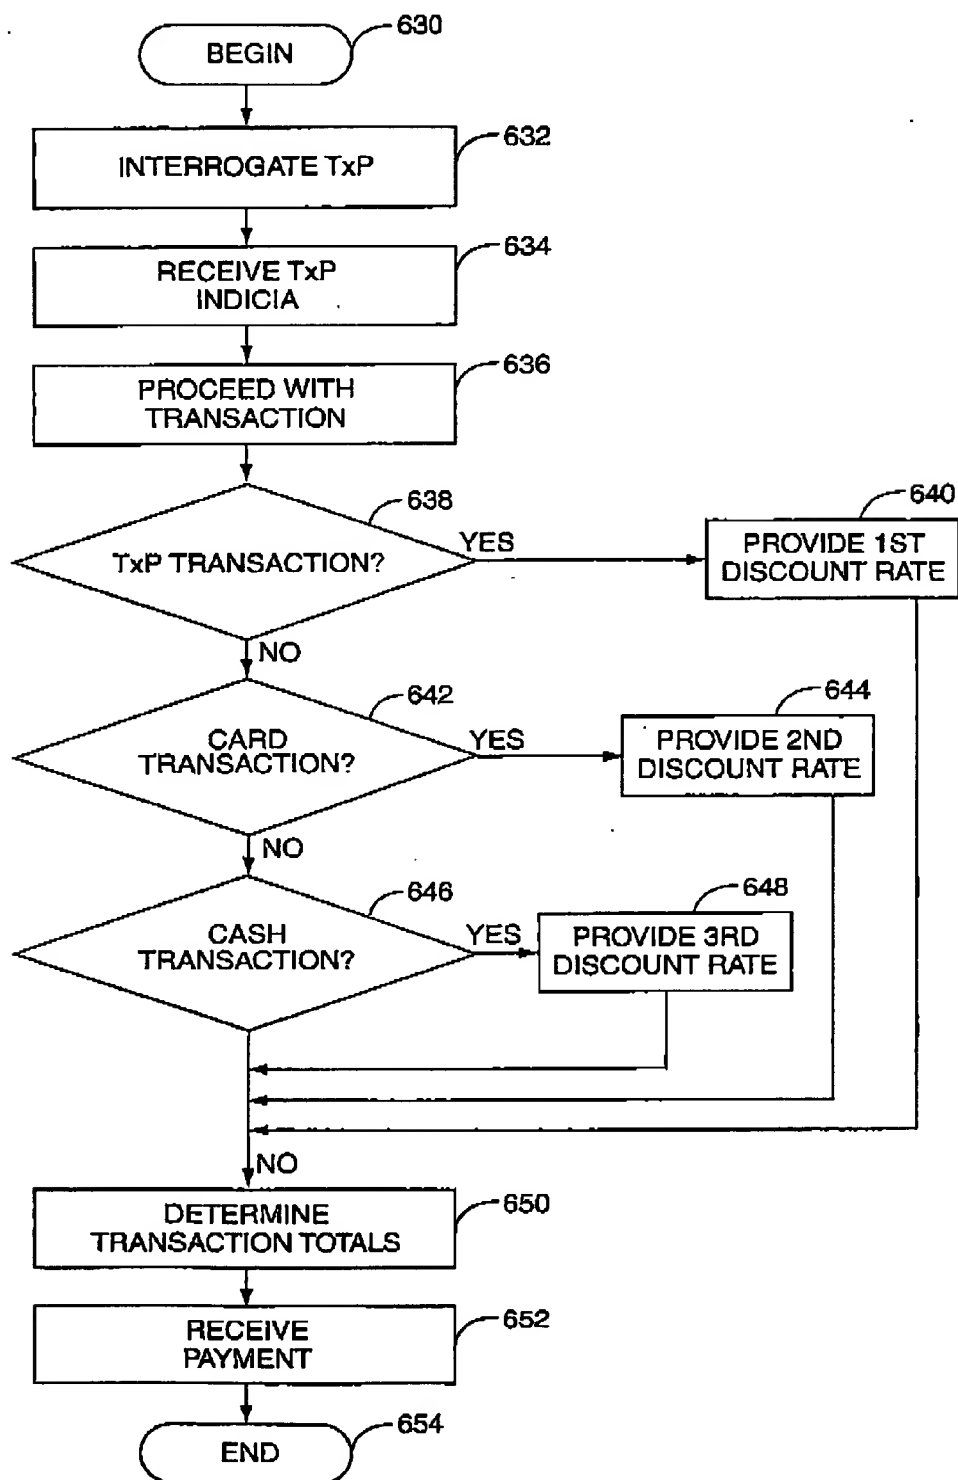 630
BEGIN
632
INTERROGATE TxP
634
RECEIVE TxP
INDICIA
636
PROCEED WITH
TRANSACTION
638
TxP TRANSACTION?
YES
640
PROVIDE 1ST
DISCOUNT RATE
NO
642
CARD
TRANSACTION?
YES
644
PROVIDE 2ND
DISCOUNT RATE
NO
646
CASH
TRANSACTION?
YES
648
PROVIDE 3RD
DISCOUNT RATE
NO
650
DETERMINE
TRANSACTION TOTALS
652
RECEIVE
PAYMENT
654
END